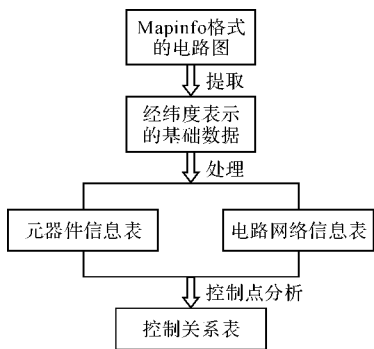 Mapinfo格式
的电路图
提取
经纬度表示
的基础数据
处理
元器件信息表
电路网络信息表
控制点分析
控制关系表